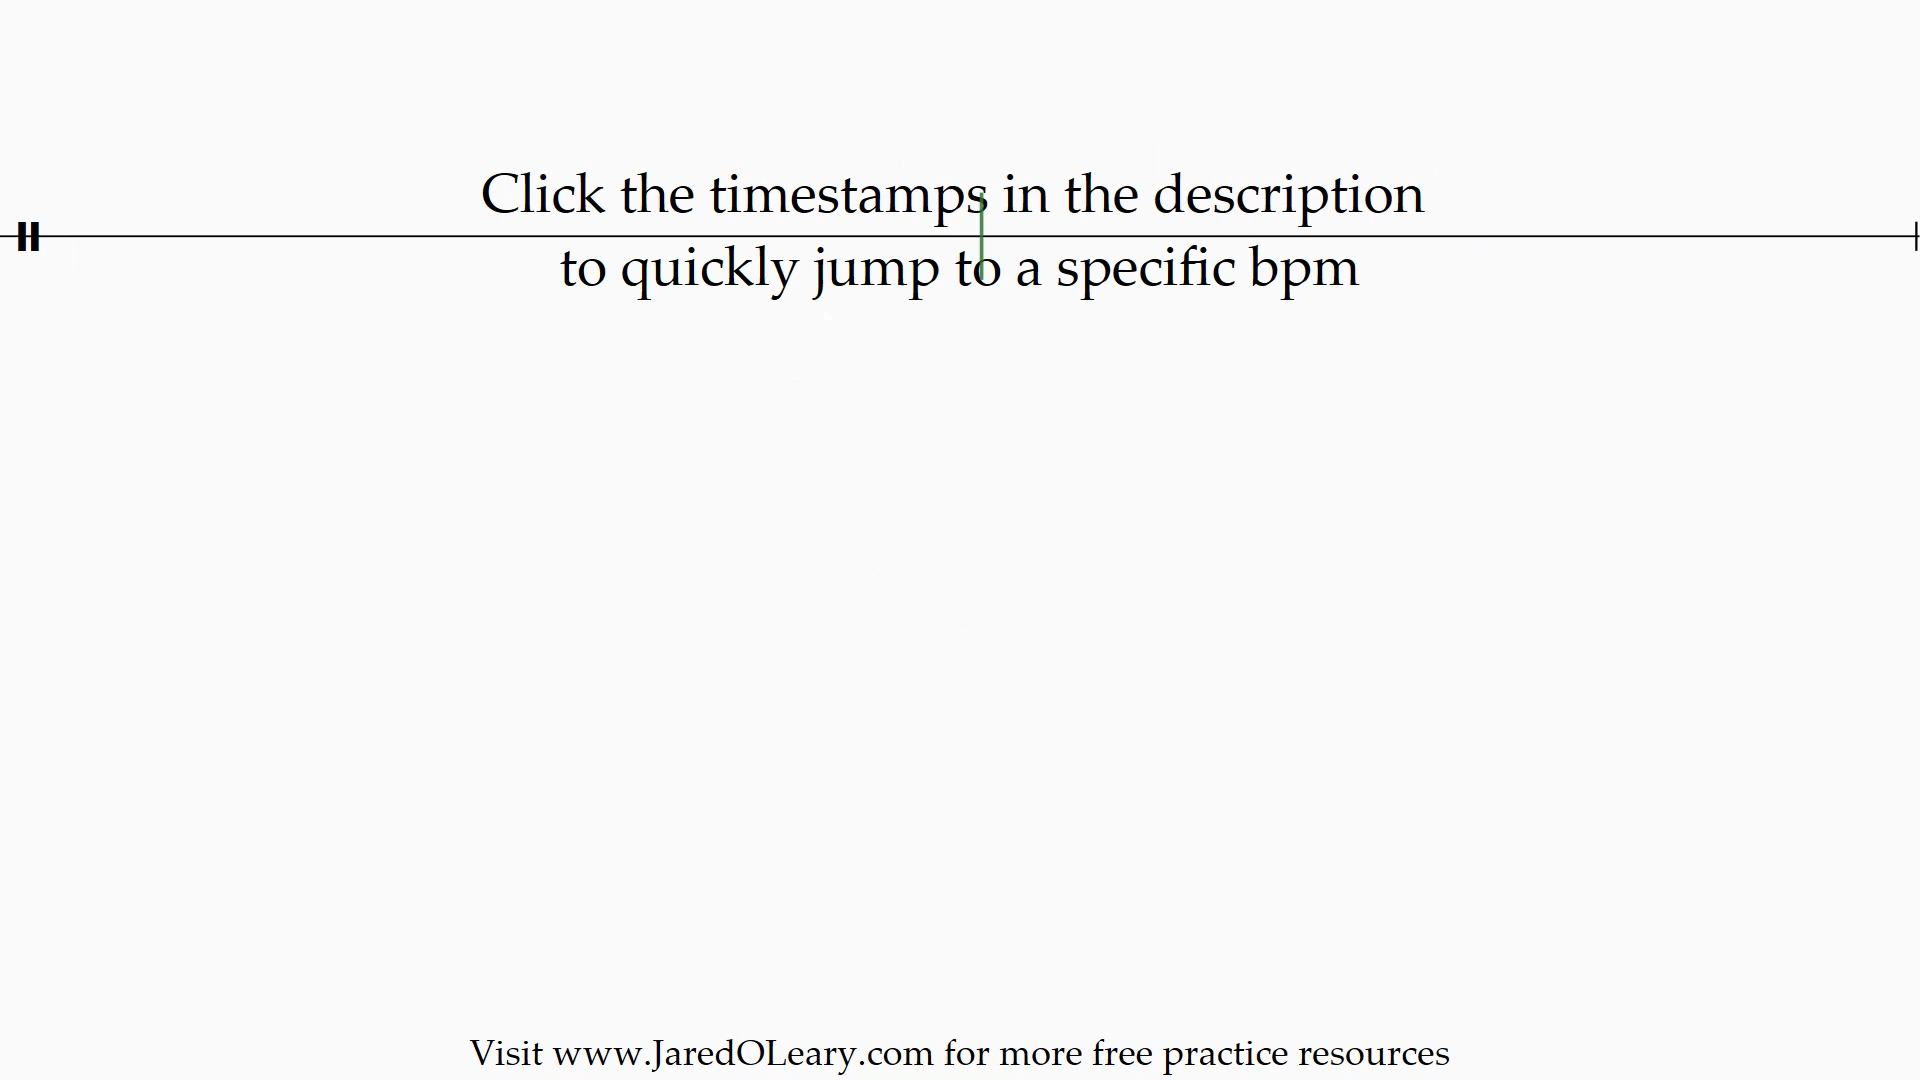 Click the timestamps in the description
to quickly jump to a specific bpm
Visit www.JaredOLeary.com for more free practice resources